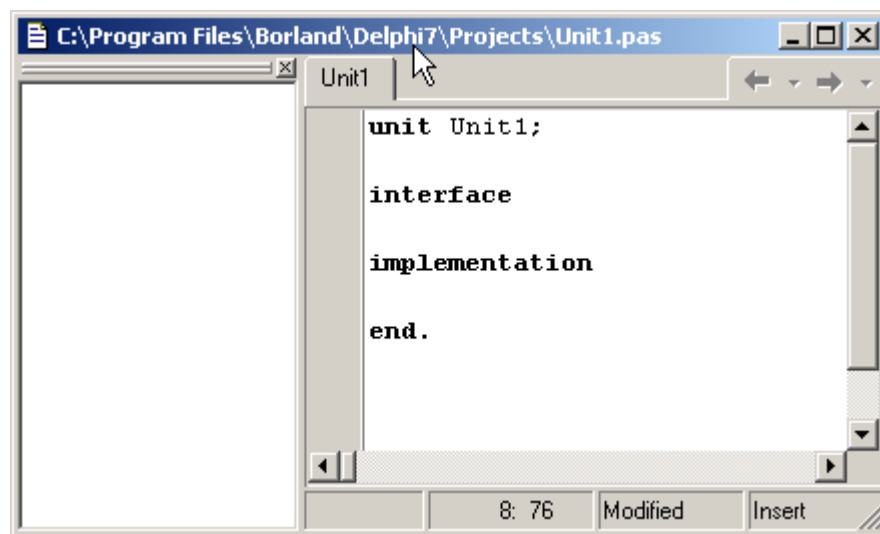 C:\Program Files\Borland\Delphi7\Projects\Unit1.pas
Unit1
unit Unit1;
interface
implementation
end.
8: 76 Modified Insert